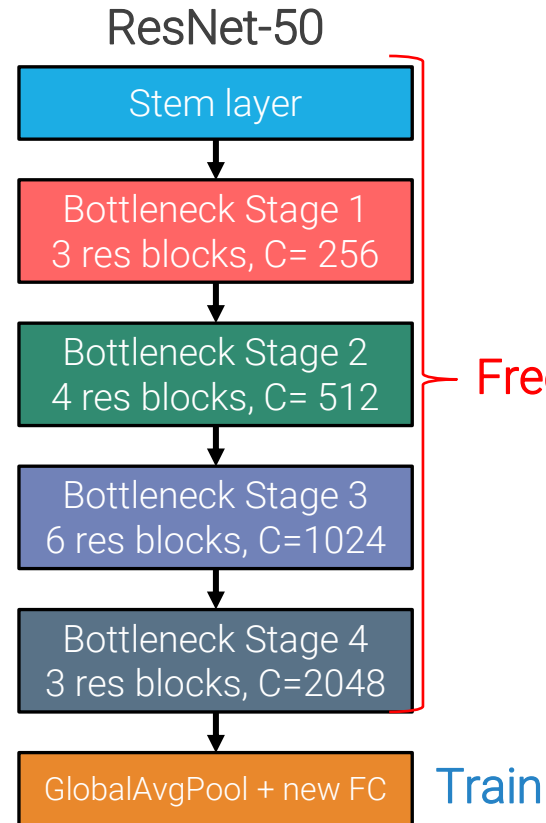 ResNet-50
Stem layer
Bottleneck Stage 1
3 res blocks, C= 256
Bottleneck Stage 2
4 res blocks, C= 512
Bottleneck Stage 3
6 res blocks, C=1024
Bottleneck Stage 4
3 res blocks, C=2048
GlobalAvgPool + new FC
Train